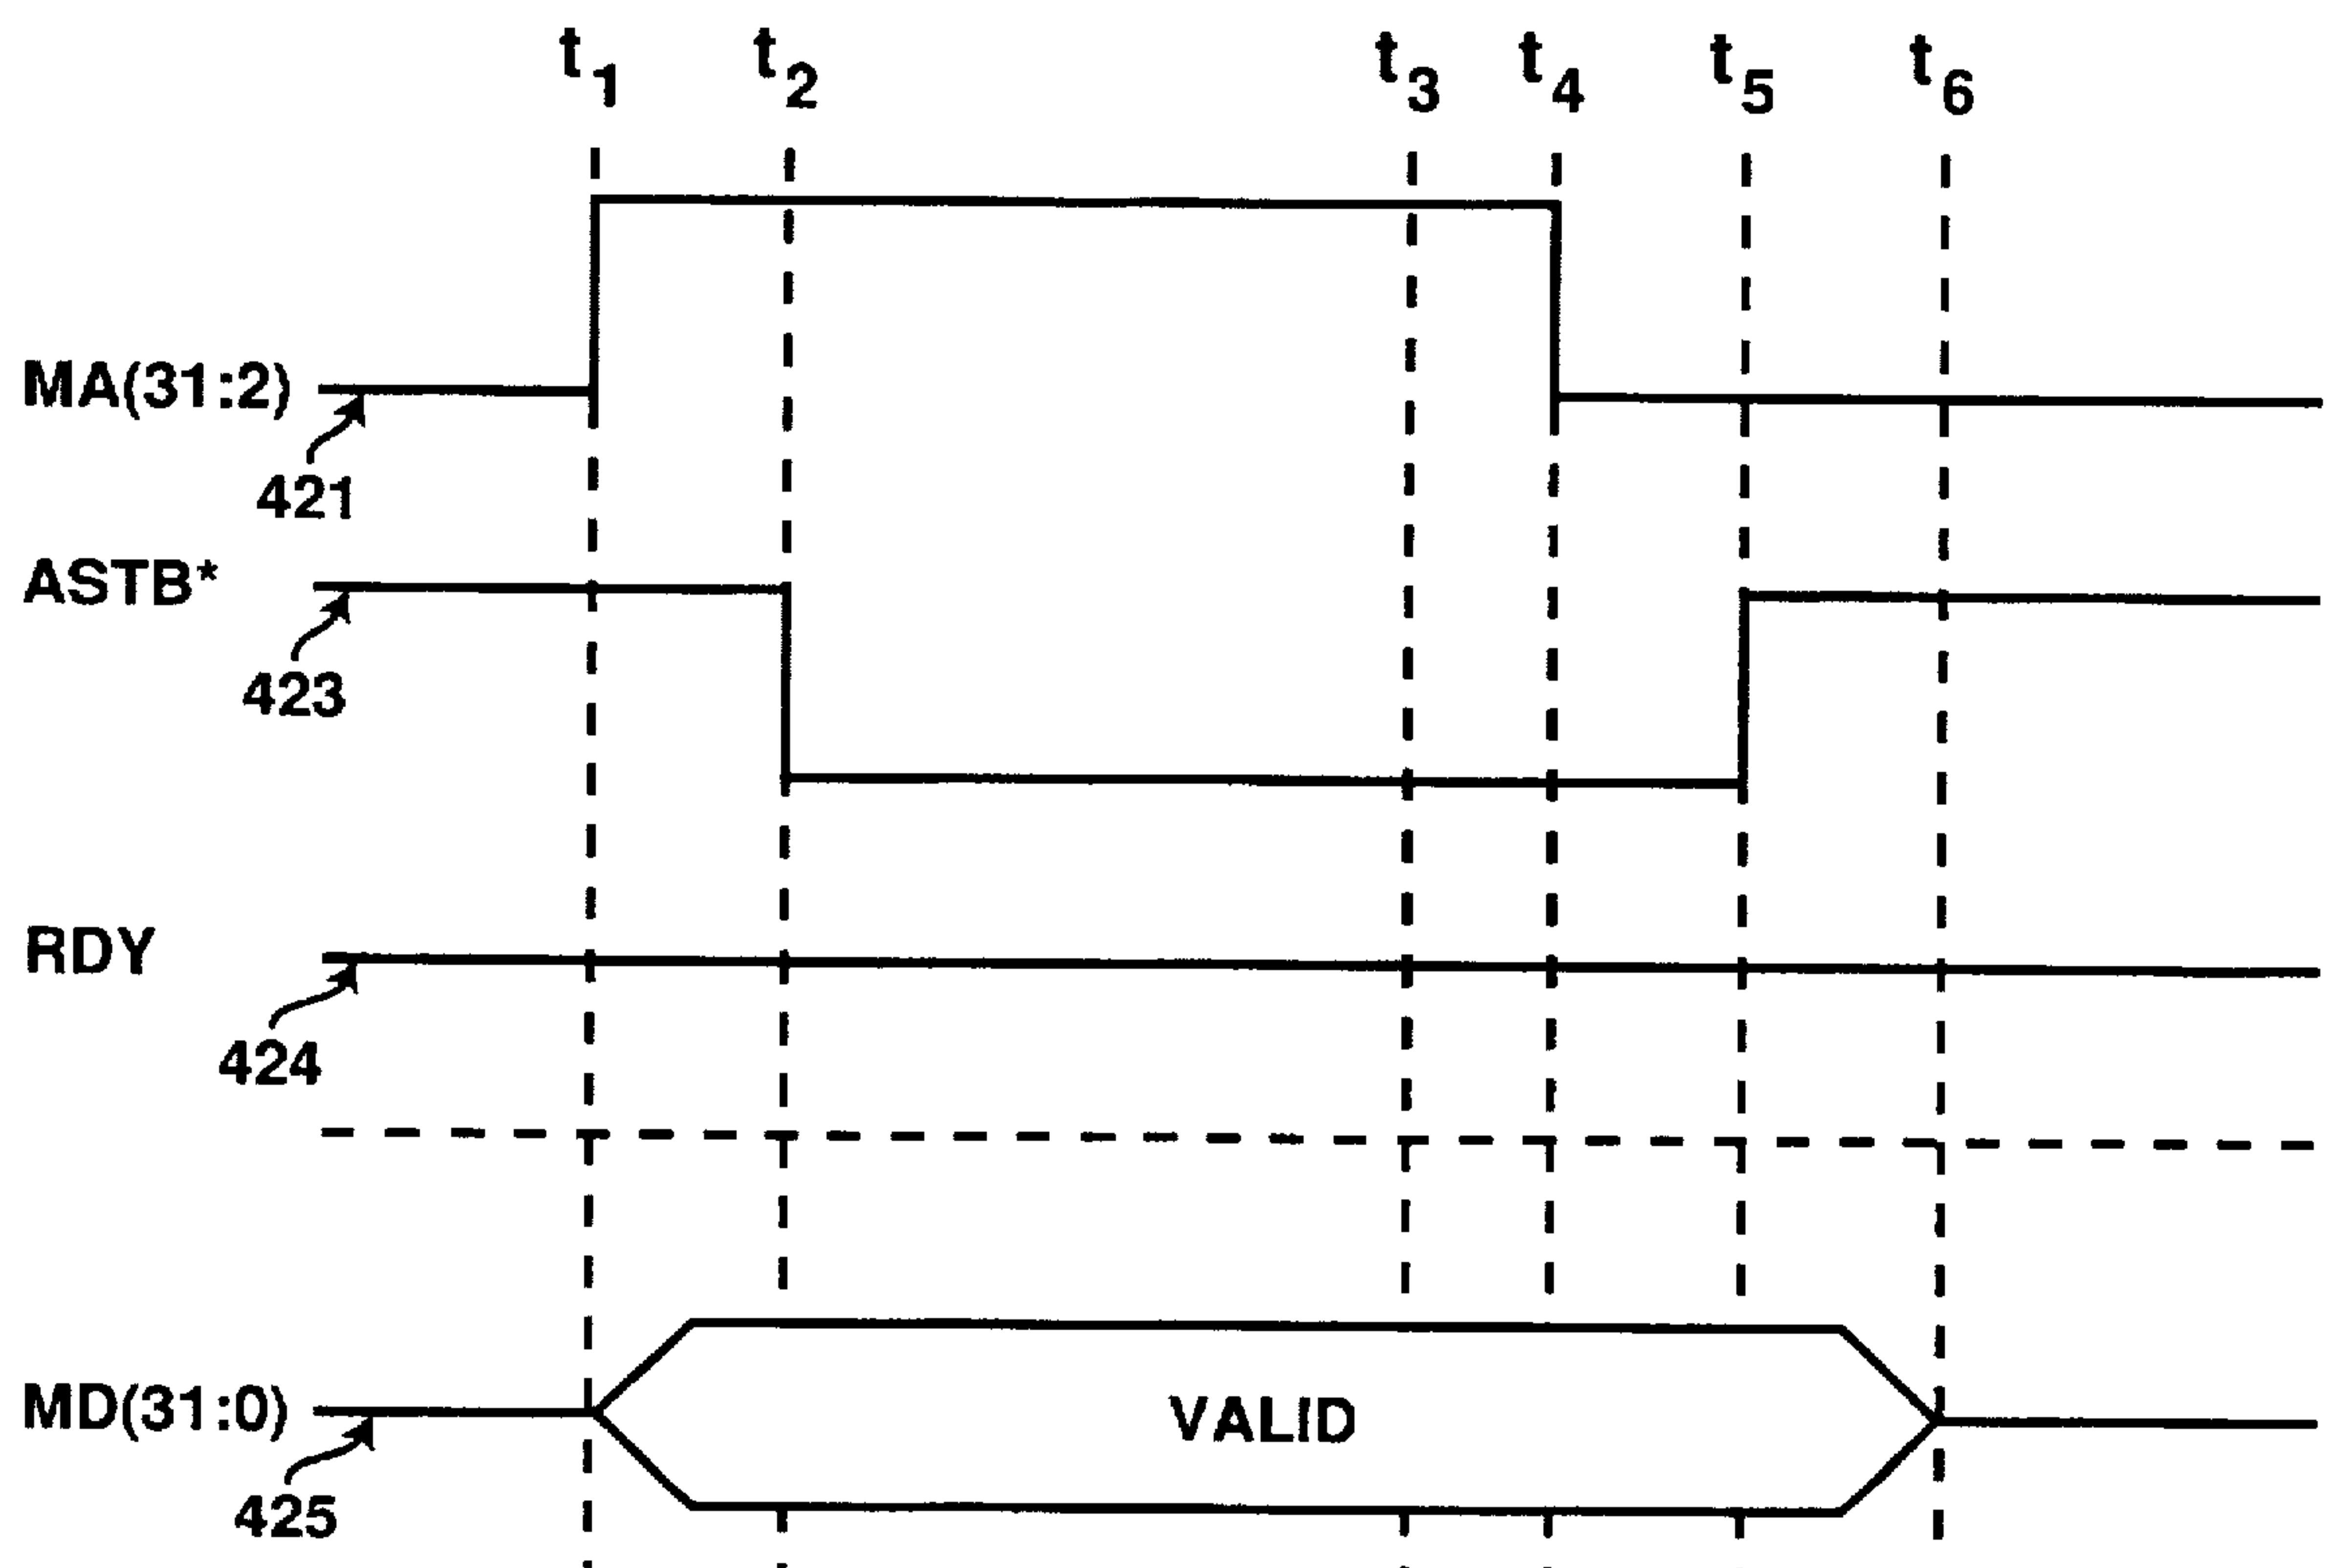 t1 t2 t3 t4 t5 t6
MA(31:2)
421
ASTB*
423
RDY
424
MD(31:0)
VALID
425